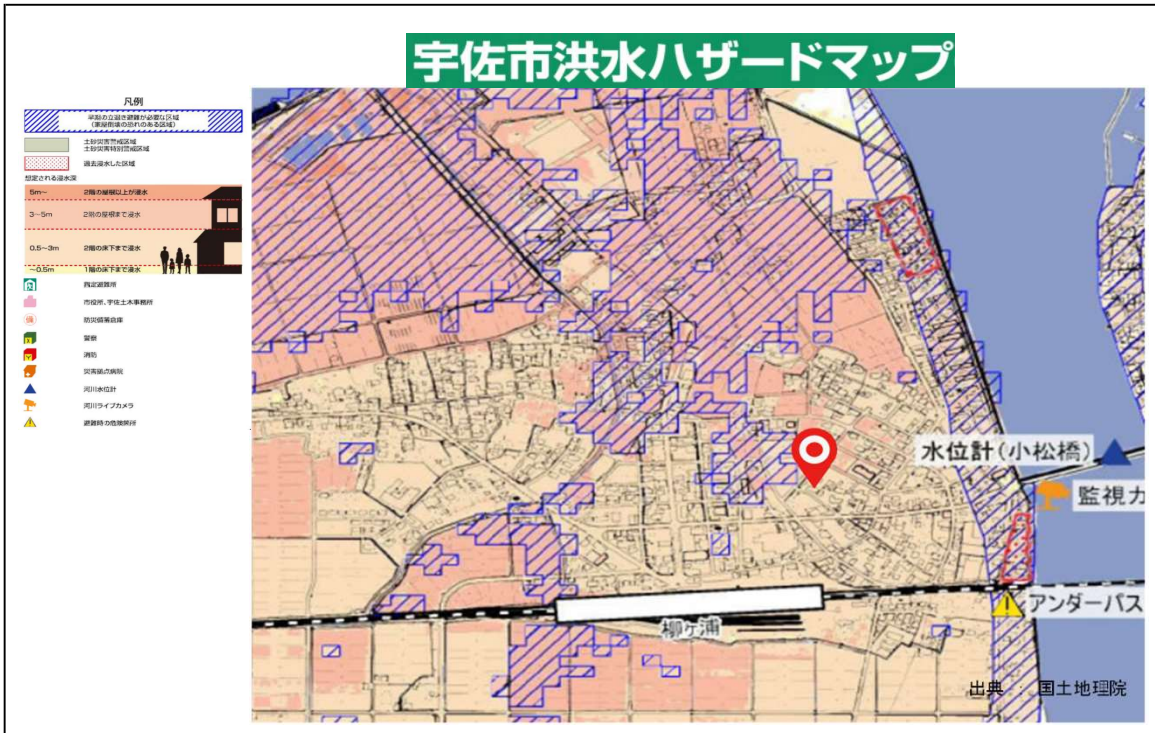 宇佐市洪水ハザードマップ
凡例
早期の立退き避難が必要な区域
(家屋倒壊の恐れのある区域)
土砂災害警戒区域
土砂災害特別警戒区域
過去浸水した区域
想定される浸水深
5m～ 2階の屋根以上が浸水
3～5m 2階の屋根まで浸水
0.5～3m 2階の床下まで浸水
～0.5m 1階の床下まで浸水
指定避難所
市役所、宇佐土木事務所
防災備蓄倉庫
警察
消防
災害拠点病院
河川水位計
河川ライブカメラ
避難時の危険箇所
水位計(小松橋)
監視カ
アンダーパス
柳ヶ浦
出典 : 国土地理院